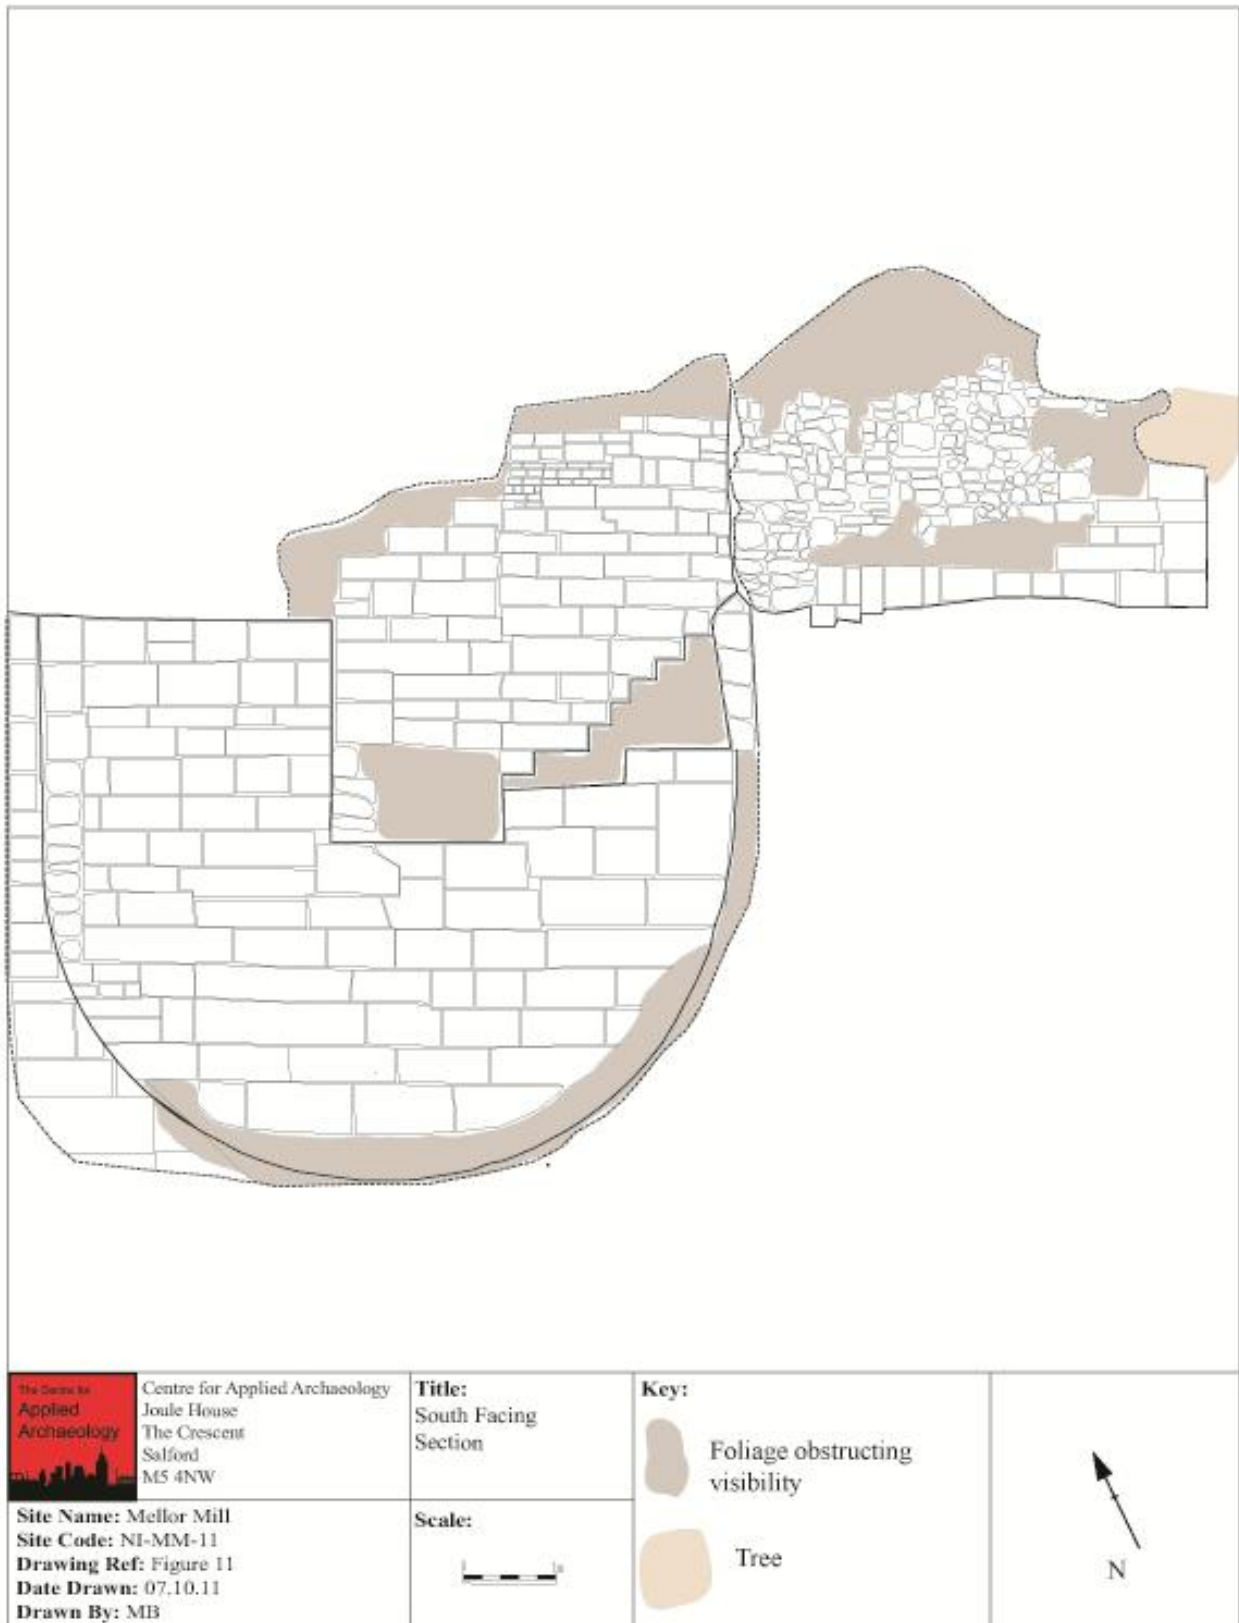 The Centre for
Applied
Archaeology
Centre for Applied Archaeology
Joule House
The Crescent
Salford
M5 4NW
Site Name: Mellor Mill
Site Code: NI-MM-11
Drawing Ref: Figure 11
Date Drawn: 07.10.11
Drawn By: MB
Title:
South Facing
Section
Scale:
Key:
Foliage obstructing
visibility
Tree
N